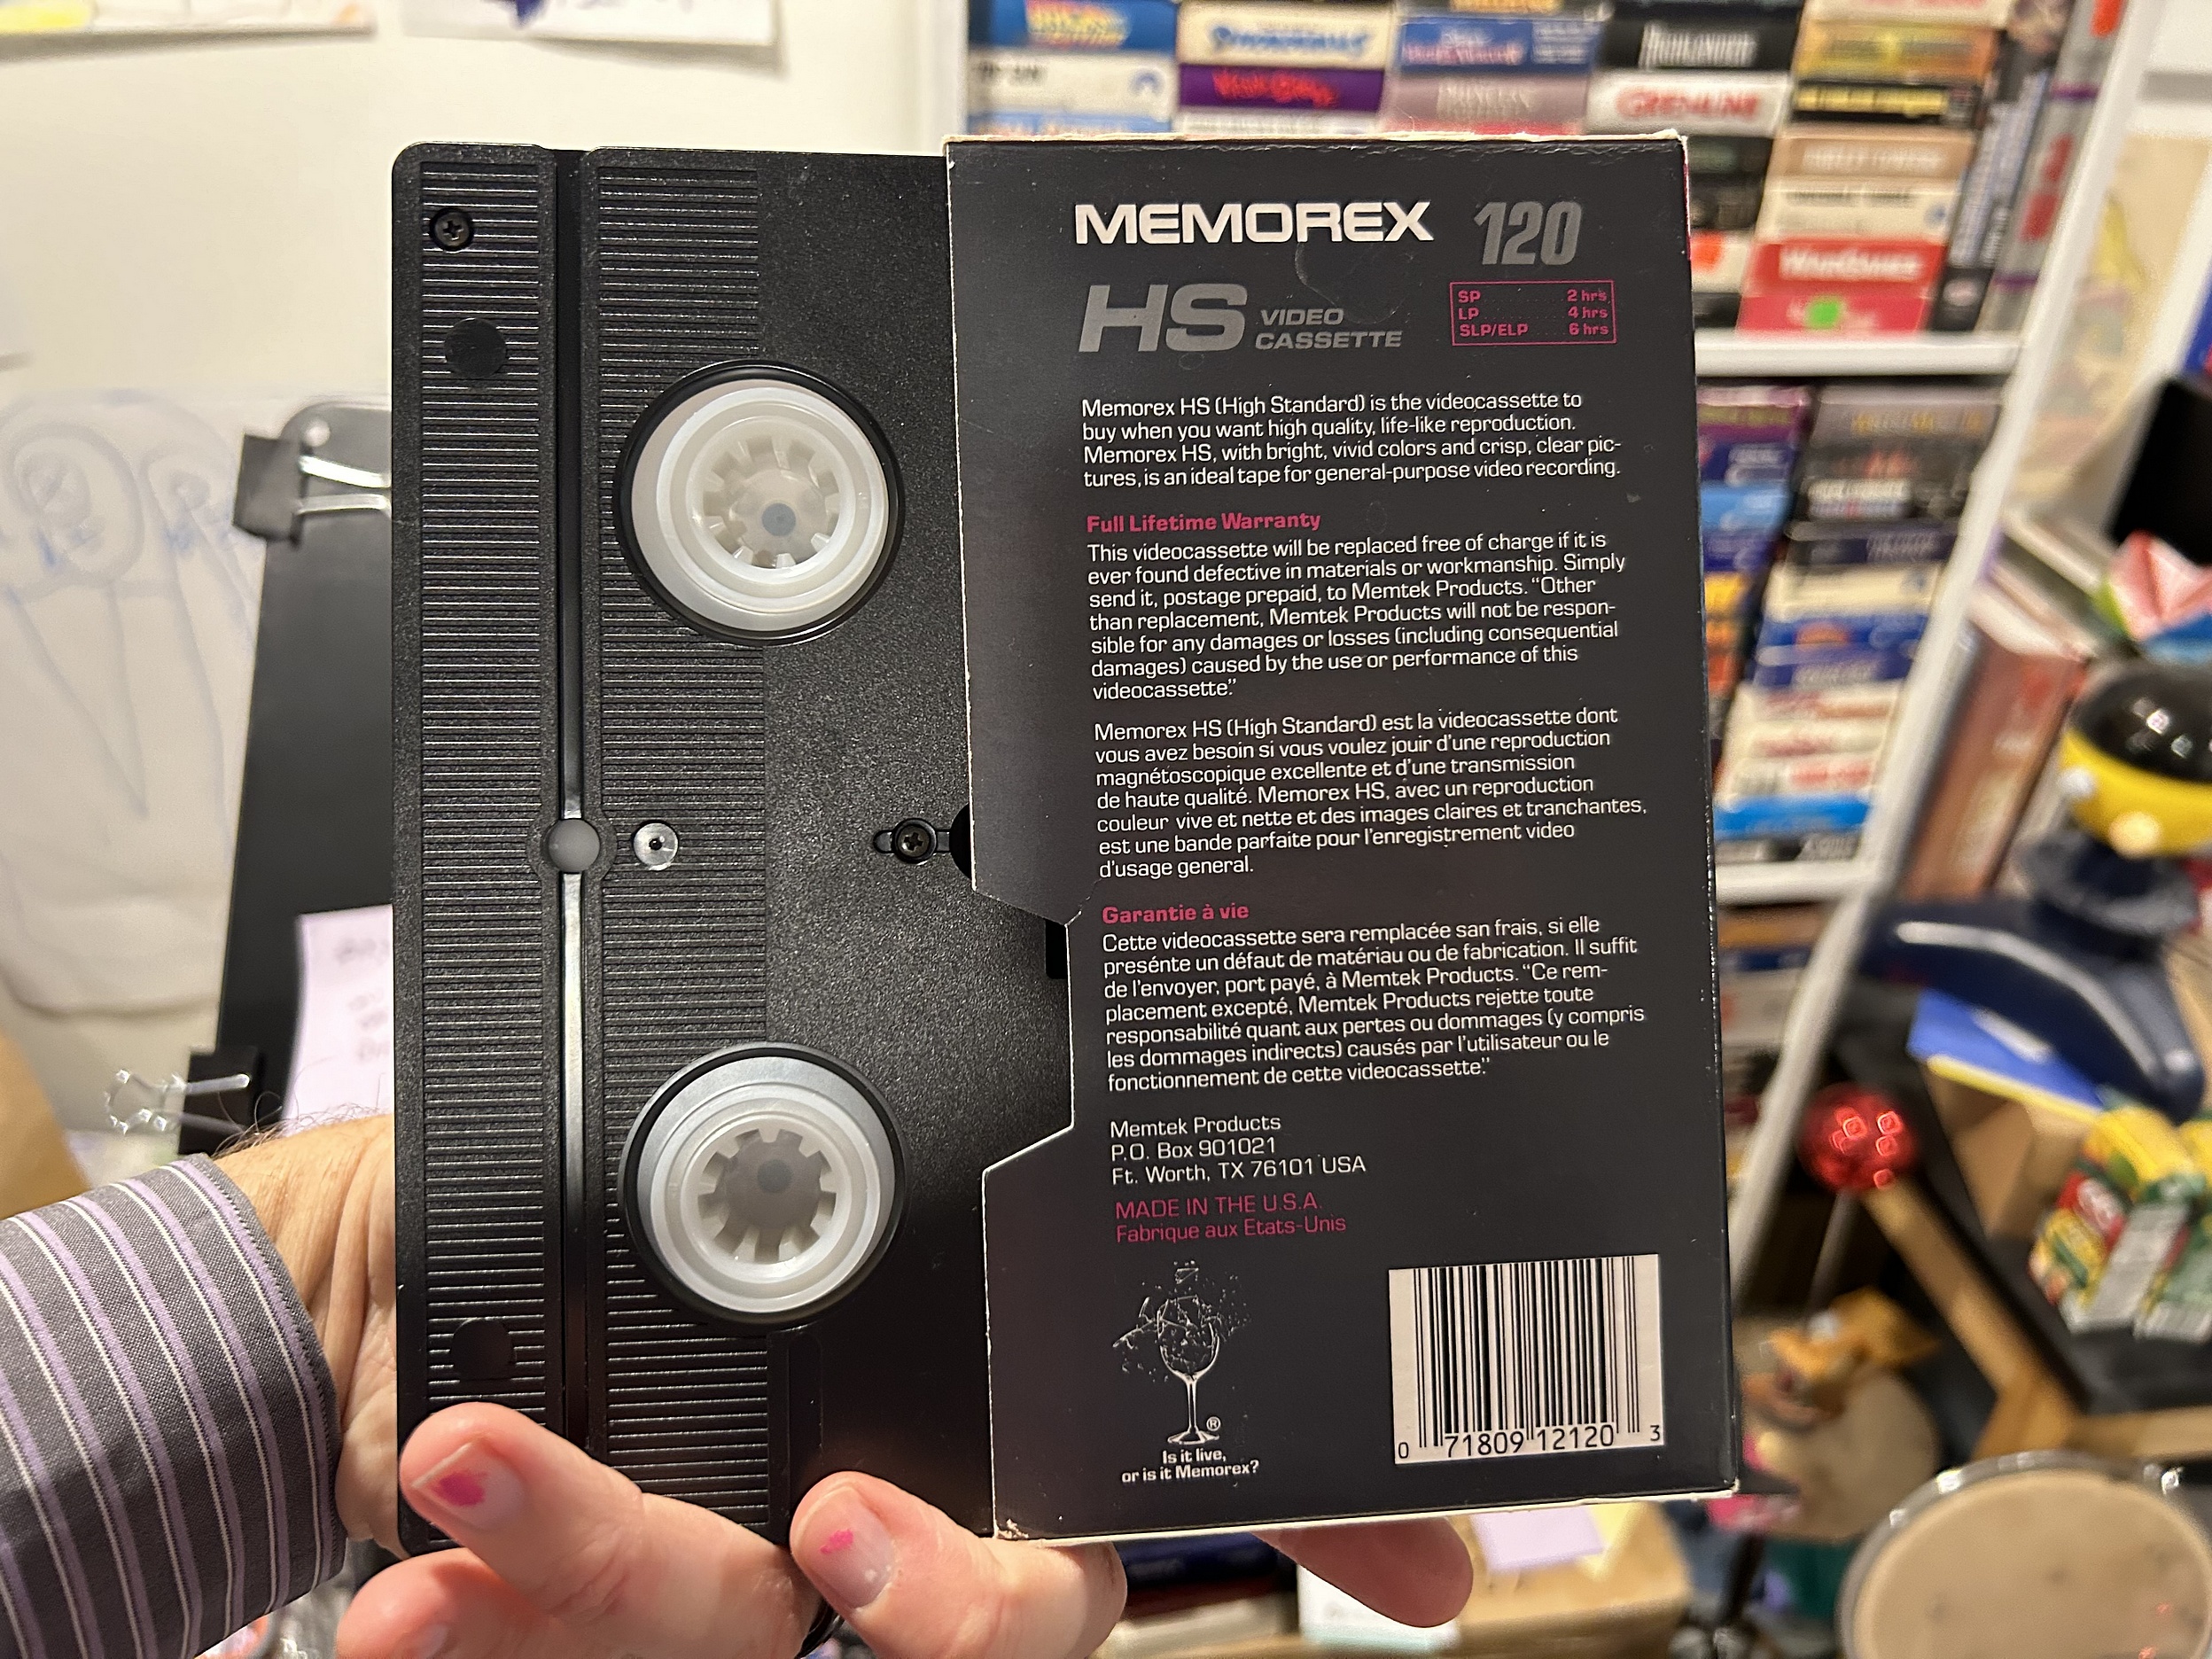 MEMOREX 120
HS VIDEO
CASSETTE
SP 2 hrs
LP 4 hrs
SLP/ELP 6 hrs
Memorex HS (High Standard) is the videocassette to
buy when you want high quality, life-like reproduction.
Memorex HS, with bright, vivid colors and crisp, clear pic-
tures, is an ideal tape for general-purpose video recording.
Full Lifetime Warranty
This videocassette will be replaced free of charge if it is
ever found defective in materials or workmanship. Simply
send it, postage prepaid, to Memtek Products. “Other
than replacement, Memtek Products will not be respon-
sible for any damages or losses (including consequential
damages) caused by the use or performance of this
videocassette.”
Memorex HS (High Standard) est la videocassette dont
vous avez besoin si vous voulez jouir d'une reproduction
magnétoscopique excellente et d'une transmission
de haute qualité. Memorex HS, avec un reproduction
couleur vive et nette et des images claires et tranchantes,
est une bande parfaite pour l'enregistrement video
d'usage general.
Garantie à vie
Cette videocassette sera remplacée san frais, si elle
presénte un défaut de matériau ou de fabrication. Il suffit
de l'envoyer, port payé, à Memtek Products. “Ce rem-
placement excepté, Memtek Products rejette toute
responsabilité quant aux pertes ou dommages (y compris
les dommages indirects) causés par l'utilisateur ou le
fonctionnement de cette videocassette.”
Memtek Products
P.O. Box 901021
Ft. Worth, TX 76101 USA
MADE IN THE U.S.A.
Fabrique aux Etats-Unis
®
Is it live,
or is it Memorex?
0 71809 12120 3
HIGHLANDER
GREMLINS
WARGAMES